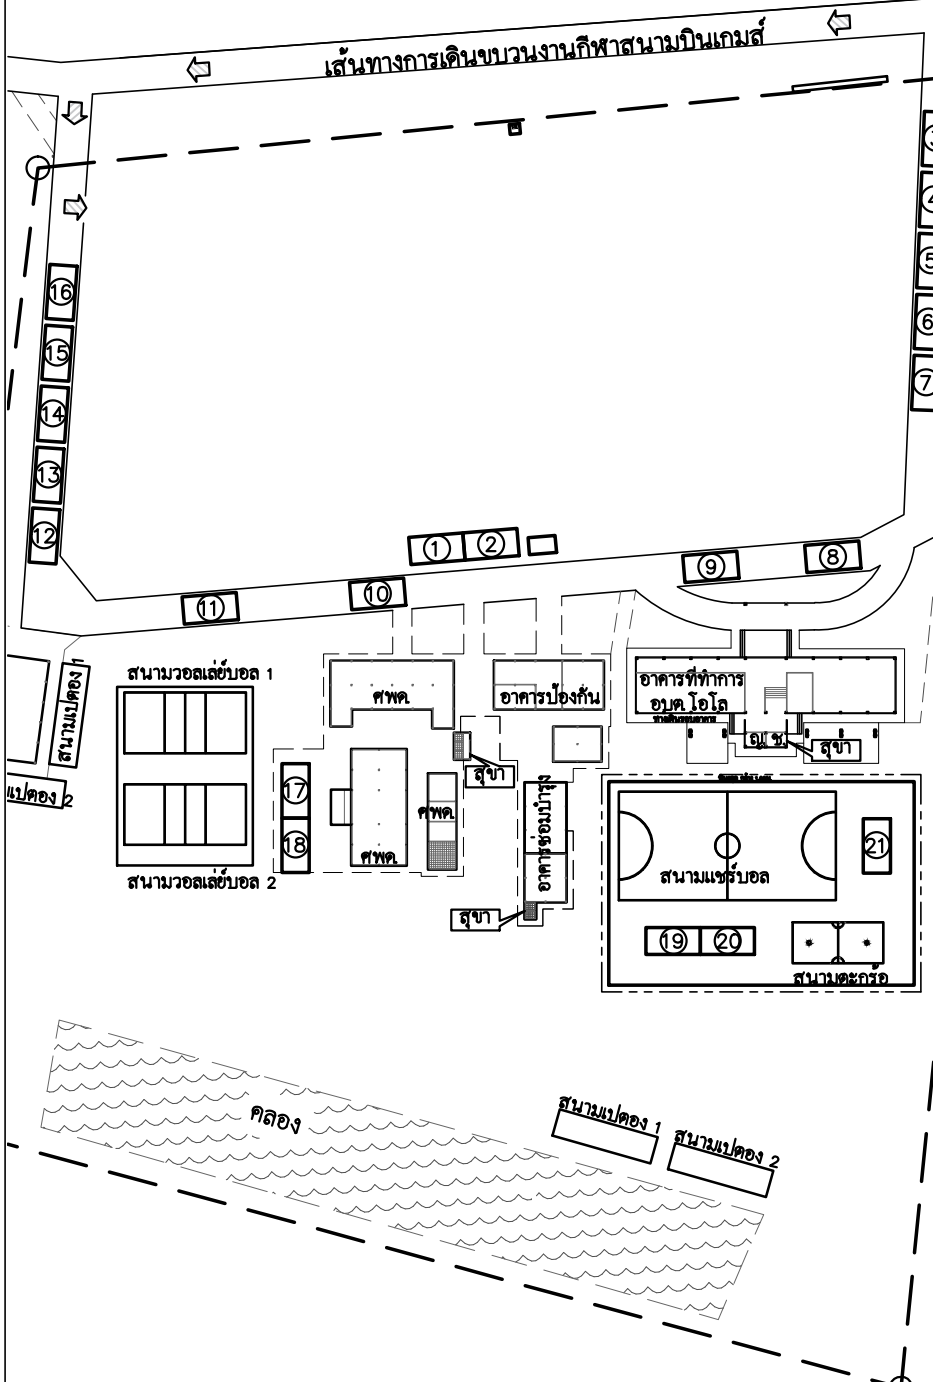 เส้นทางการเดินขบวนงานกีฬาสนามบินเกมส์
3
4
5
6
7
16
15
14
13
12
1
2
9
8
11
10
สนามเปตอง 1
สนามวอลเล่ย์บอล 1
ศพด.
อาคารป้องกัน
อาคารที่ทำการ
อบต.โอโล
ญ.
ช.
สุขา
สุขา
17
18
ศพด.
ศพด.
อาคารซ่อมบำรุง
สุขา
สนามวอลเล่ย์บอล 2
สนามแชร์บอล
21
19
20
สนามตะกร้อ
คลอง
สนามเปตอง 1
สนามเปตอง 2